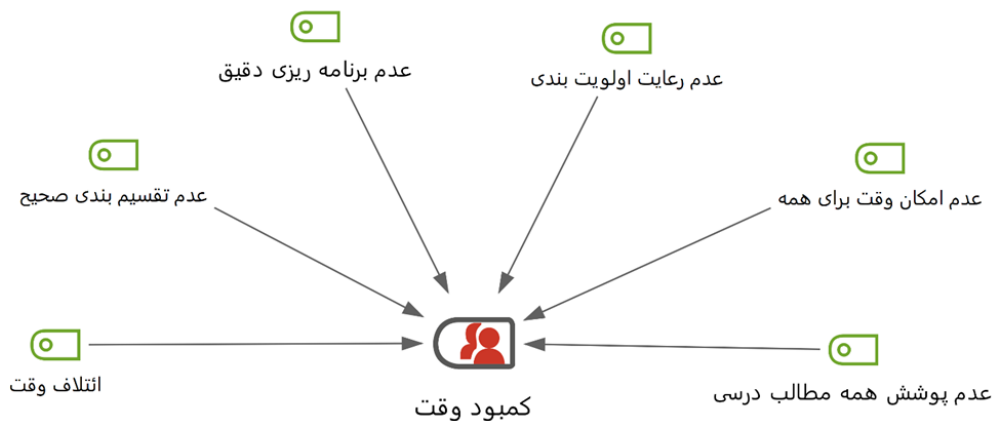 عدم برنامه ریزی دقیق
عدم رعایت اولویت بندی
عدم تقسیم بندی صحیح
عدم امکان وقت برای همه
ائتلاف وقت
عدم پوشش همه مطالب درسی
کمبود وقت